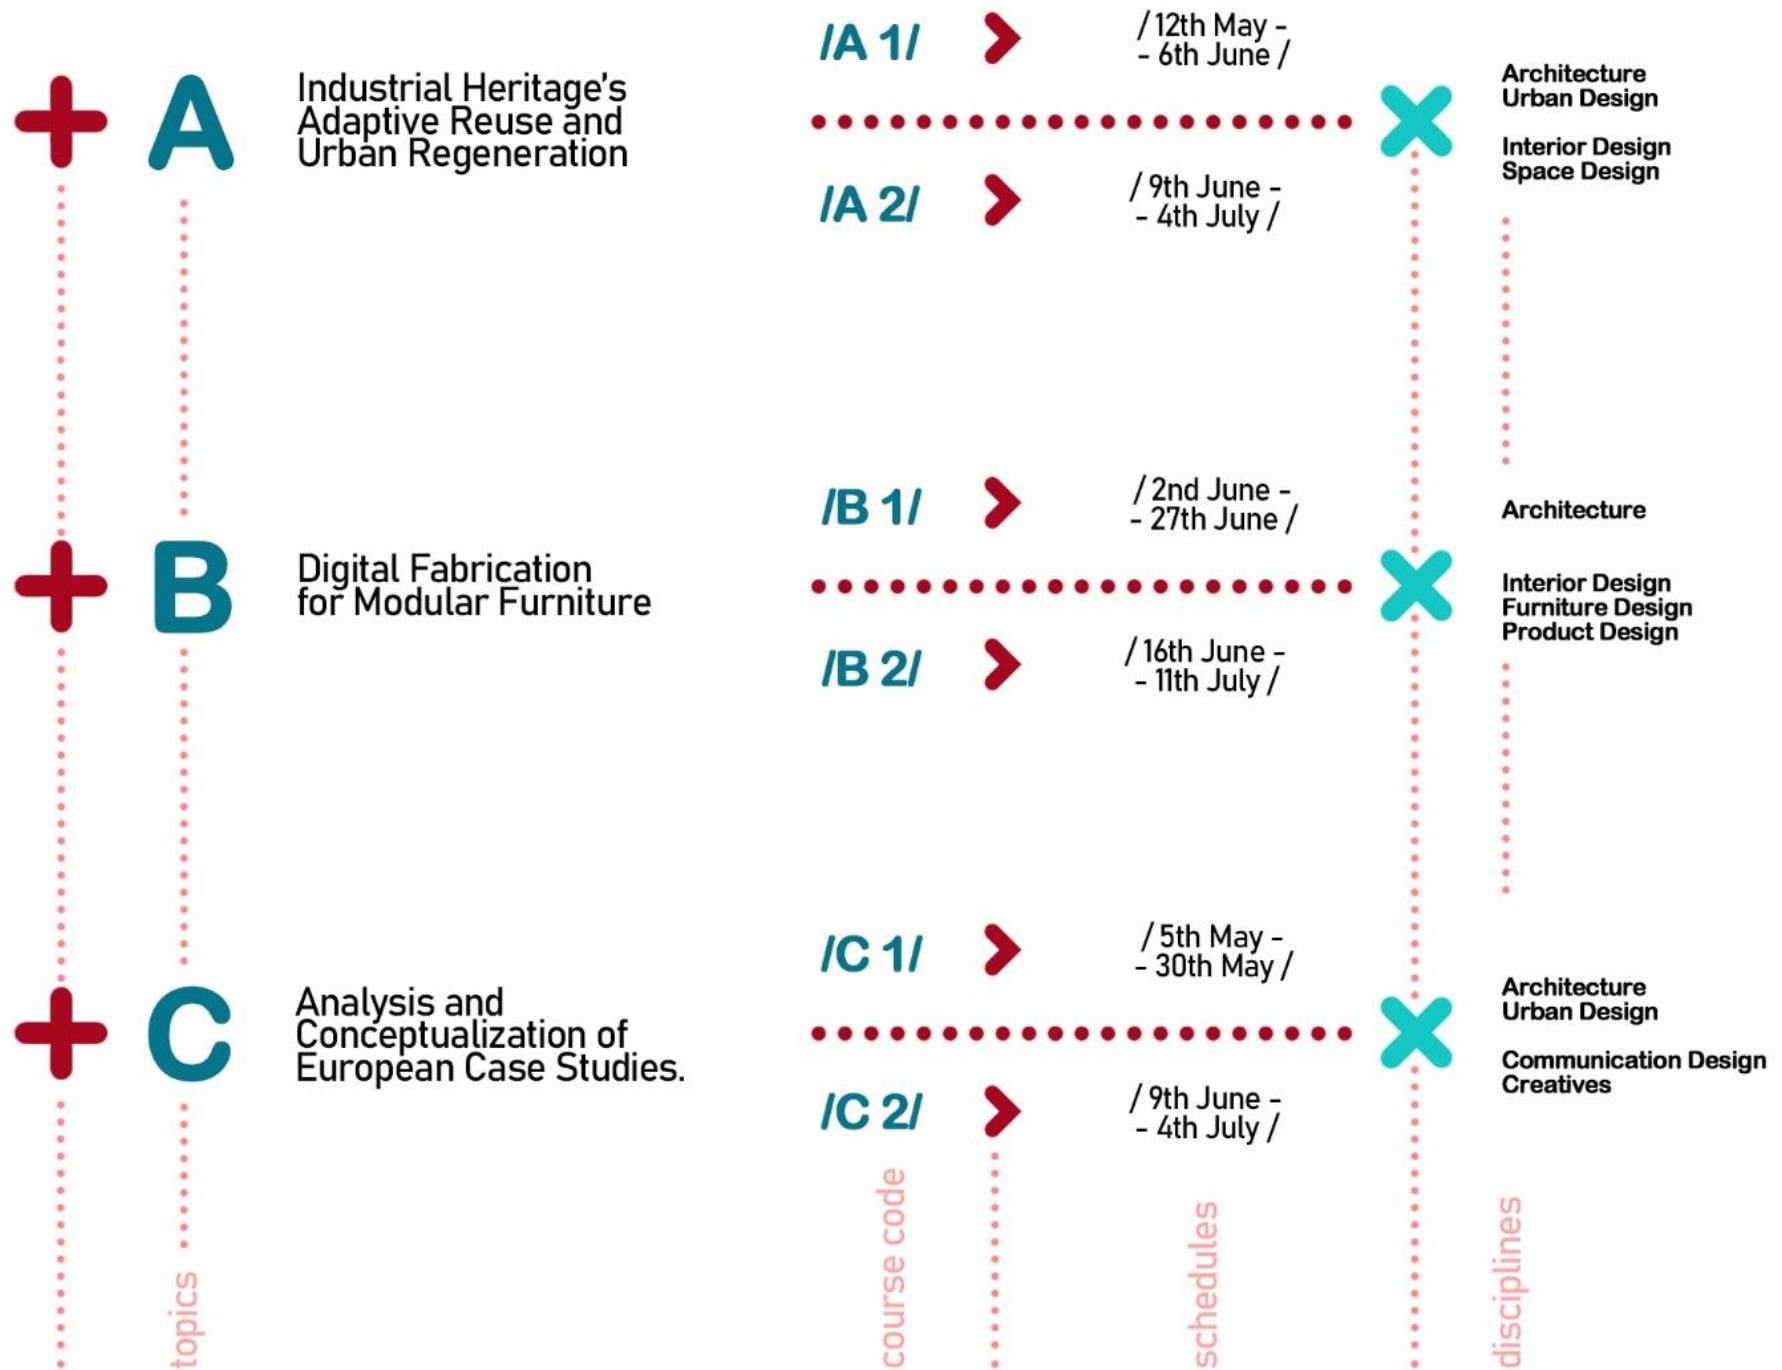 A
Industrial Heritage's
Adaptive Reuse and
Urban Regeneration
/A 1/
/ 12th May -
- 6th June /
/A 2/
/ 9th June -
- 4th July /
Architecture
Urban Design
Interior Design
Space Design
B
Digital Fabrication
for Modular Furniture
/B 1/
/ 2nd June -
- 27th June /
/B 2/
/ 16th June -
- 11th July /
Architecture
Interior Design
Furniture Design
Product Design
C
Analysis and
Conceptualization of
European Case Studies.
/C 1/
/ 5th May -
- 30th May /
/C 2/
/ 9th June -
- 4th July /
Architecture
Urban Design
Communication Design
Creatives
topics
course code
schedules
disciplines